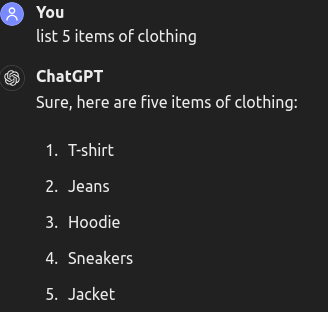 You
list 5 items of clothing
ChatGPT
Sure, here are five items of clothing:
1. T-shirt
2. Jeans
3. Hoodie
4. Sneakers
5. Jacket